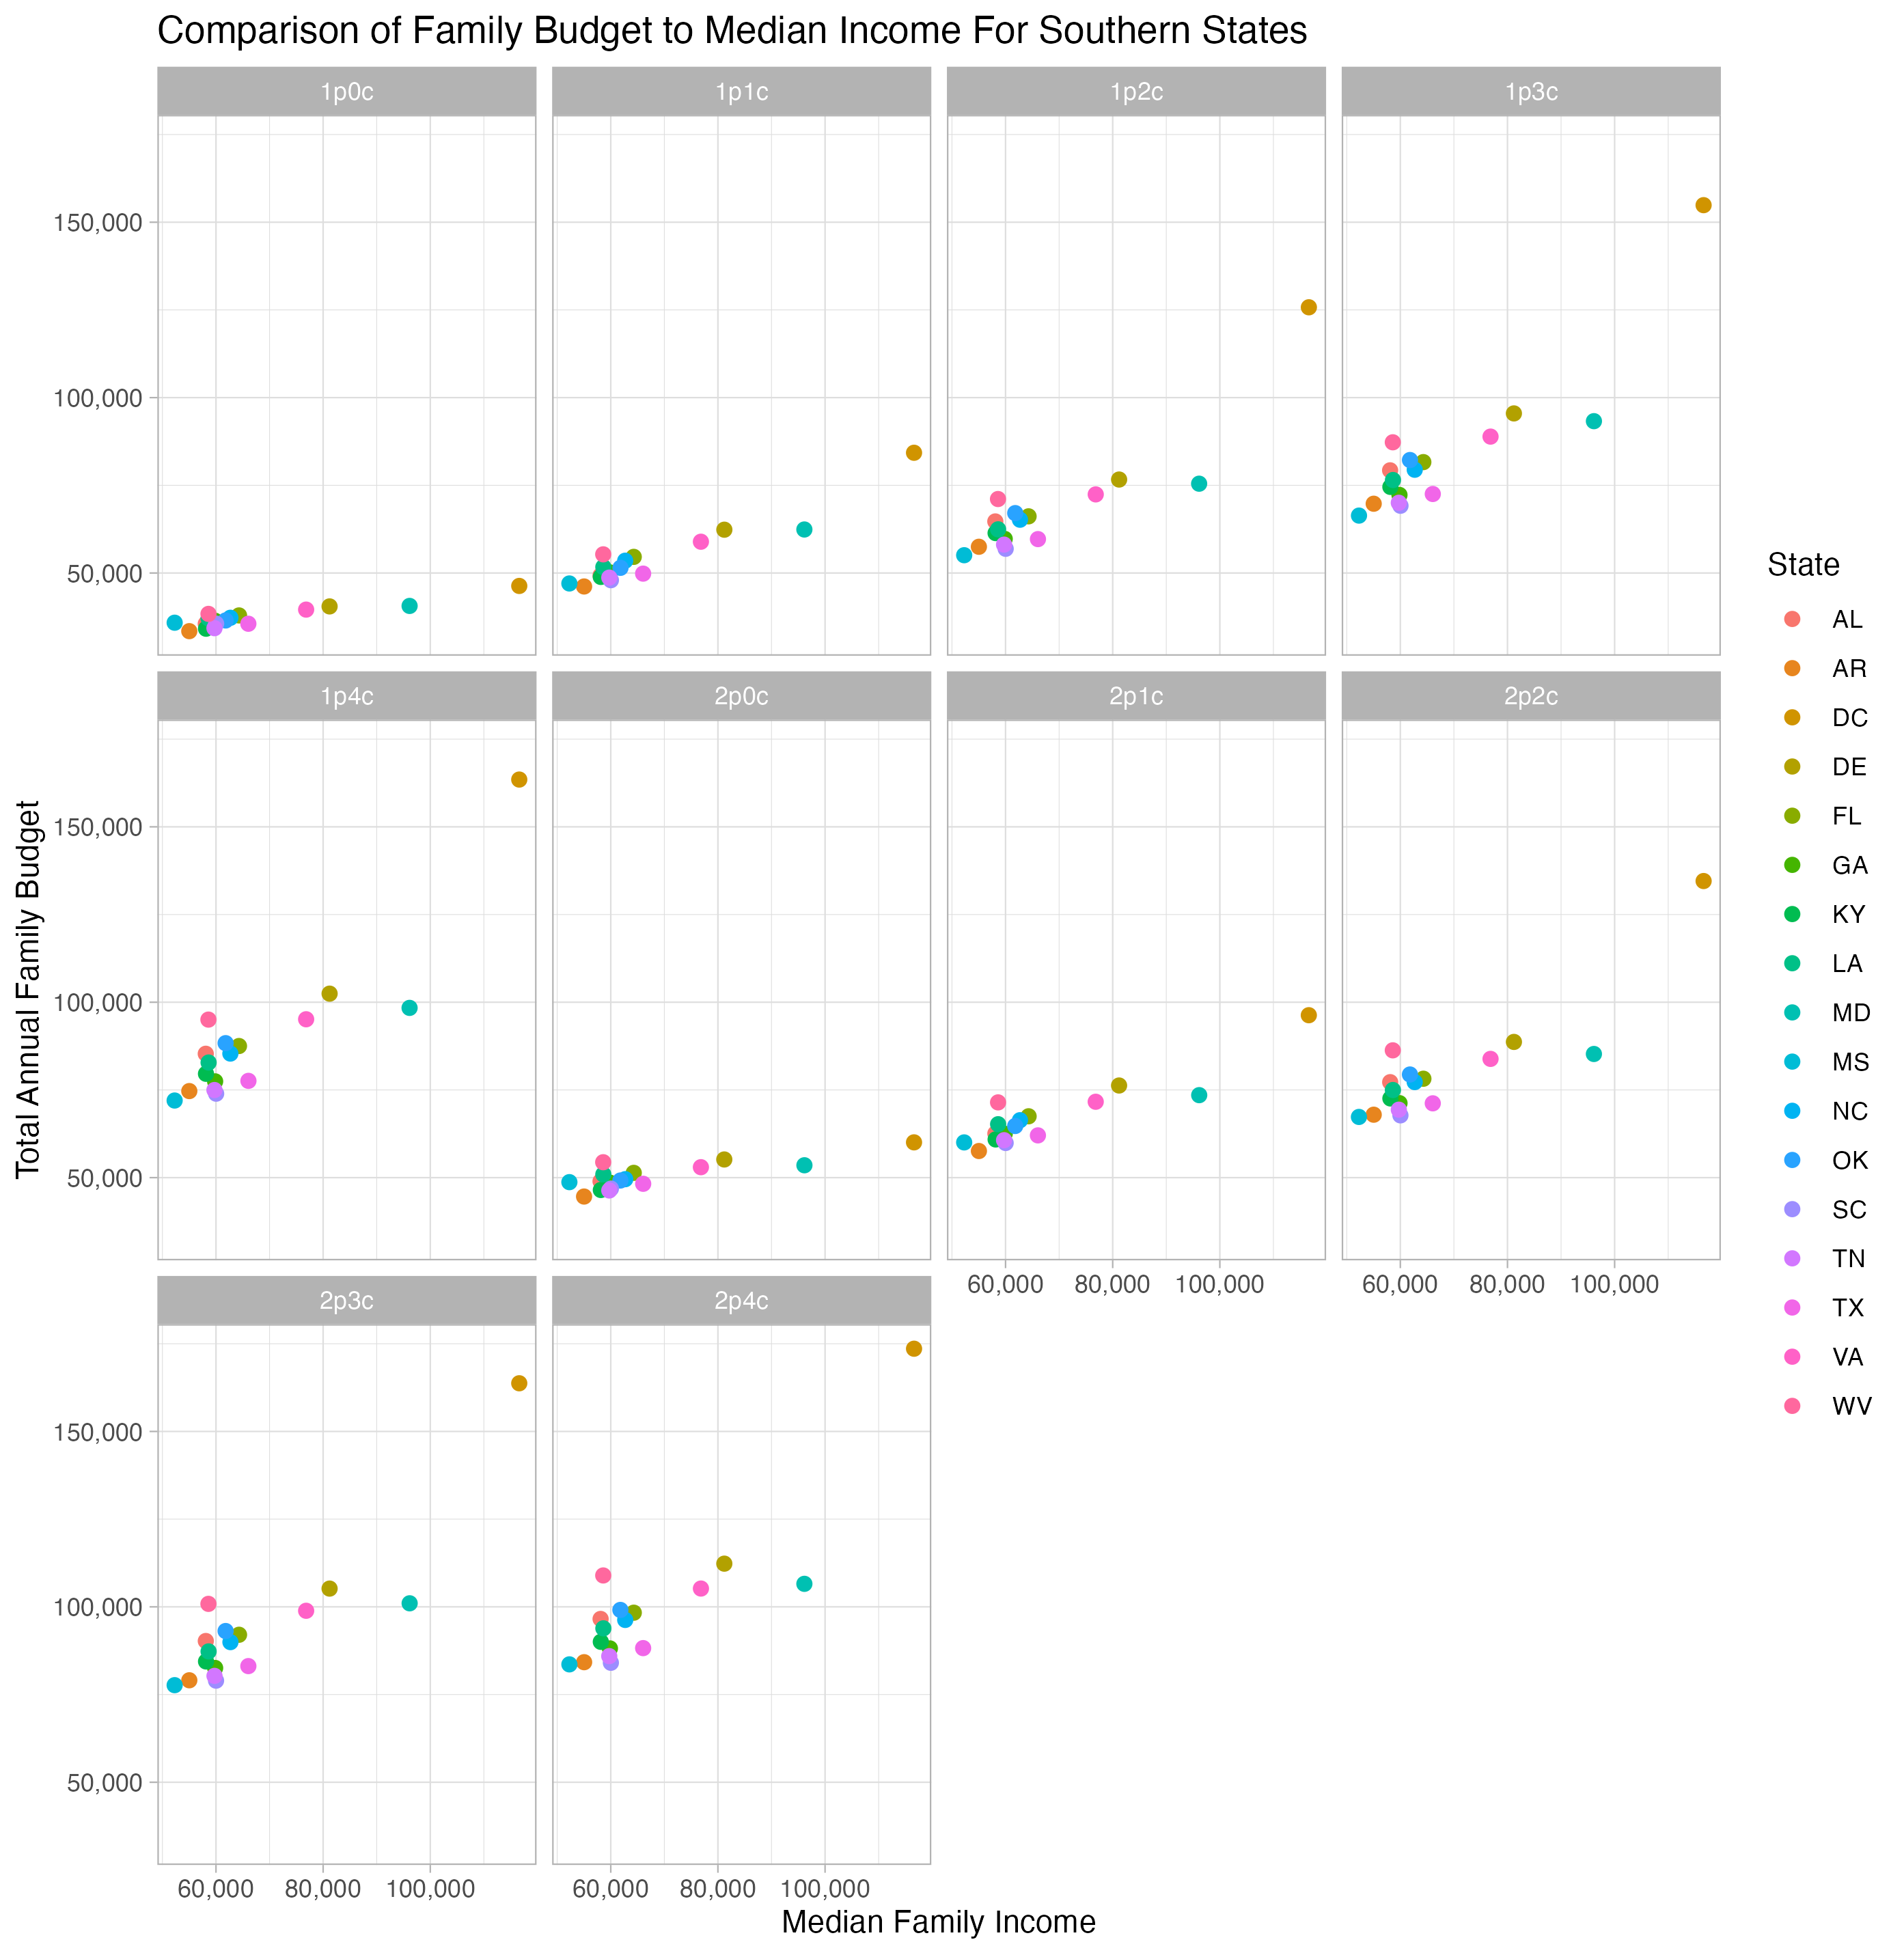 Comparison of Family Budget to Median Income For Southern States
1p0c 1p1c 1p2c 1p3c
150,000
100,000
50,000
1p4c 2p0c 2p1c 2p2c
150,000
100,000
50,000
60,000 80,000 100,000 60,000 80,000 100,000
2p3c 2p4c
150,000
100,000
50,000
60,000 80,000 100,000 60,000 80,000 100,000
Median Family Income
Total Annual Family Budget
State
AL
AR
DC
DE
FL
GA
KY
LA
MD
MS
NC
OK
SC
TN
TX
VA
WV